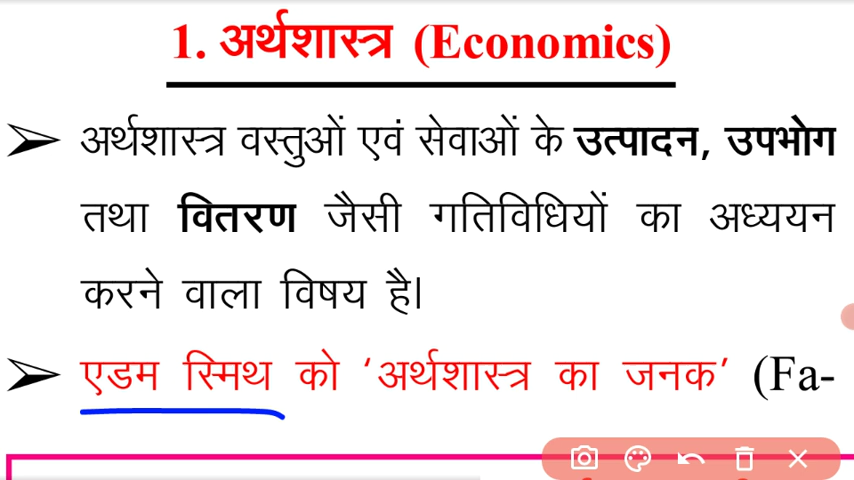 1. अर्थशास्त्र (Economics)
➢ अर्थशास्त्र वस्तुओं एवं सेवाओं के उत्पादन, उपभोग
तथा वितरण जैसी गतिविधियों का अध्ययन
करने वाला विषय है।
➢ एडम स्मिथ को ‘अर्थशास्त्र का जनक’ (Fa-